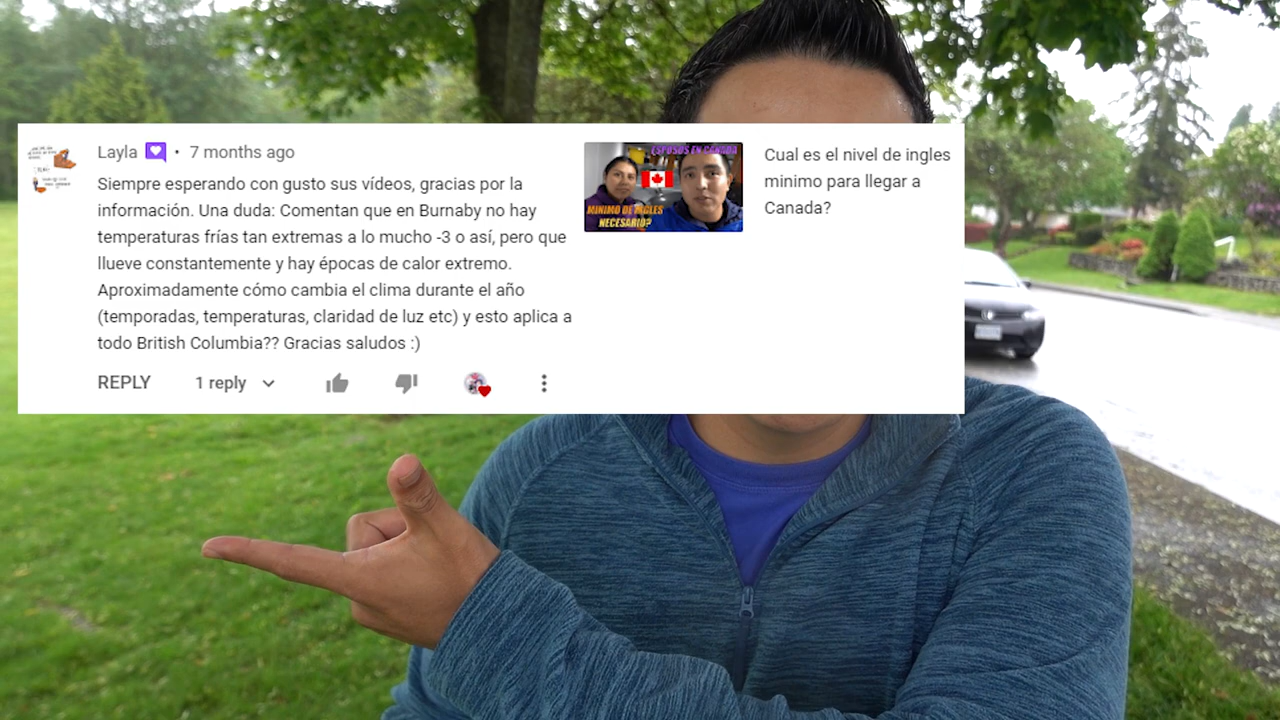 Layla • 7 months ago
Siempre esperando con gusto sus vídeos, gracias por la
información. Una duda: Comentan que en Burnaby no hay
temperaturas frías tan extremas a lo mucho -3 o así, pero que
llueve constantemente y hay épocas de calor extremo.
Aproximadamente cómo cambia el clima durante el año
(temporadas, temperaturas, claridad de luz etc) y esto aplica a
todo British Columbia?? Gracias saludos :)
REPLY 1 reply
ESPOSOS EN CANADA
MINIMO DE INGLES
NECESARIO?
Cual es el nivel de ingles
minimo para llegar a
Canada?